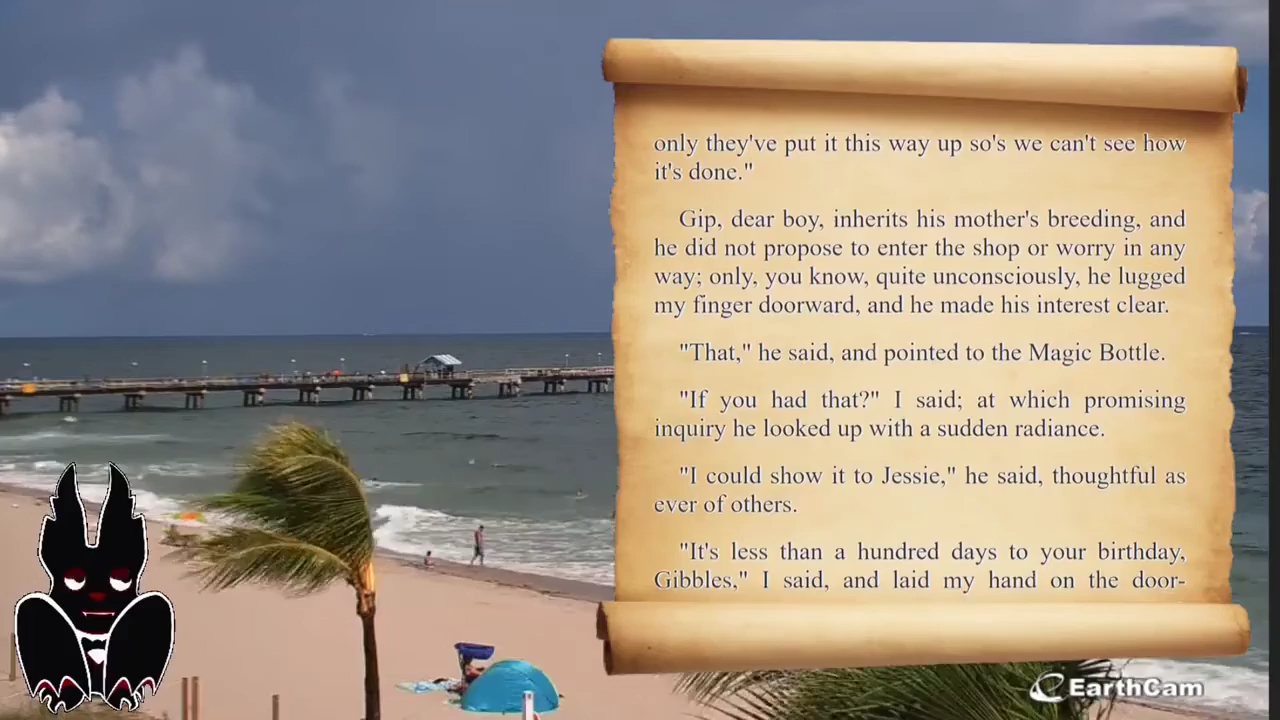 only they've put it this way up so's we can't see how
it's done."
Gip, dear boy, inherits his mother's breeding, and
he did not propose to enter the shop or worry in any
way; only, you know, quite unconsciously, he lugged
my finger doorward, and he made his interest clear.
"That," he said, and pointed to the Magic Bottle.
"If you had that?" I said; at which promising
inquiry he looked up with a sudden radiance.
"I could show it to Jessie," he said, thoughtful as
ever of others.
"It's less than a hundred days to your birthday,
Gibbles," I said, and laid my hand on the door-
EarthCam